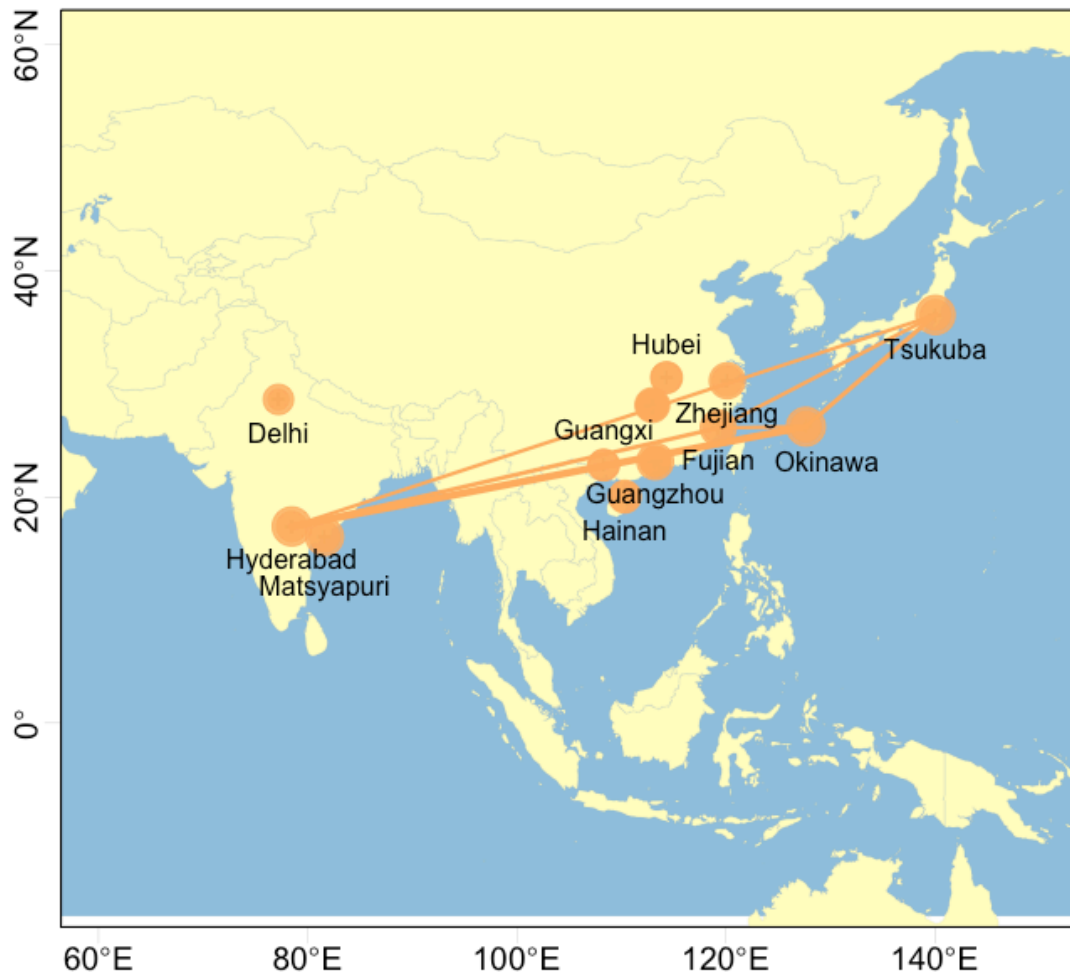 60°N
40°N
20°N
0°
Hubei
Tsukuba
Delhi
Guangxi
Zhejiang
Fujian
Okinawa
Guangzhou
Hainan
Hyderabad
Matsyapuri
60°E
80°E
100°E
120°E
140°E